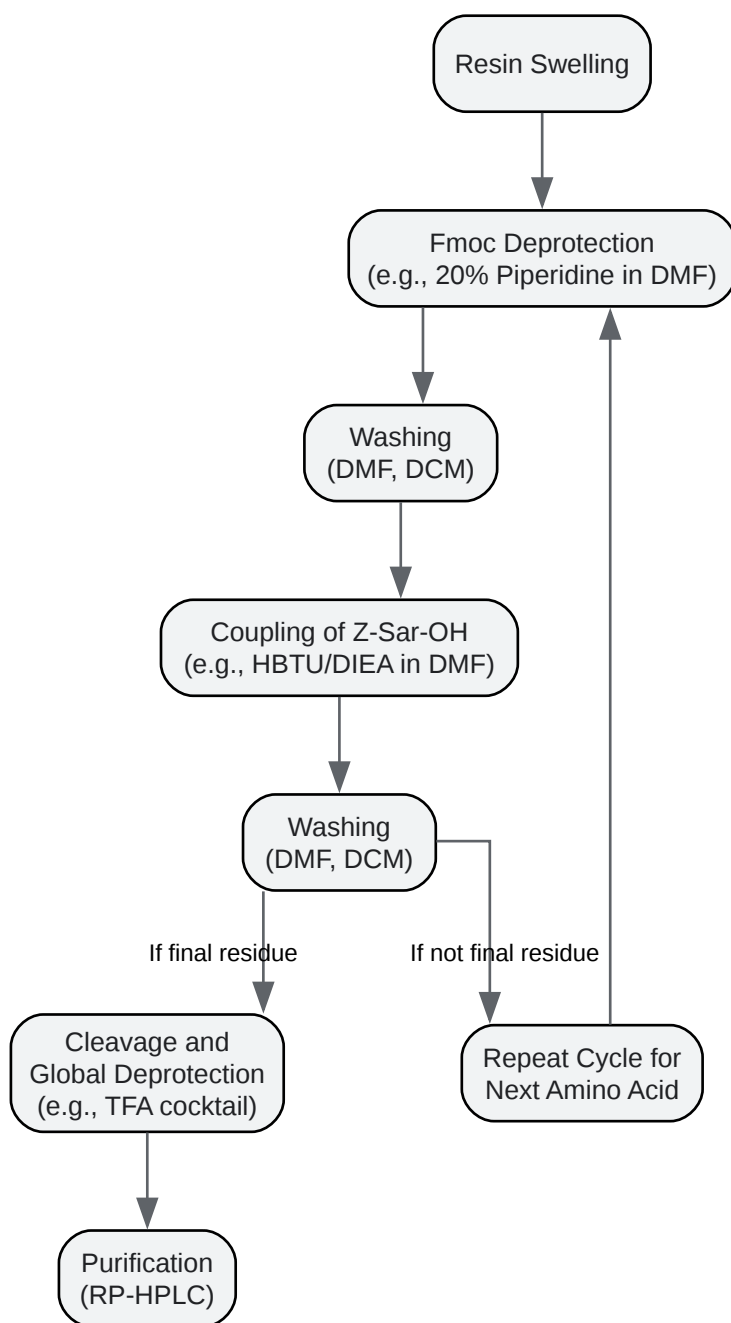 Resin Swelling
Fmoc Deprotection
(e.g., 20% Piperidine in DMF)
Washing
(DMF, DCM)
Coupling of Z-Sar-OH
(e.g., HBTU/DIEA in DMF)
Washing
(DMF, DCM)
If final residue
If not final residue
Cleavage and
Global Deprotection
(e.g., TFA cocktail)
Repeat Cycle for
Next Amino Acid
Purification
(RP-HPLC)